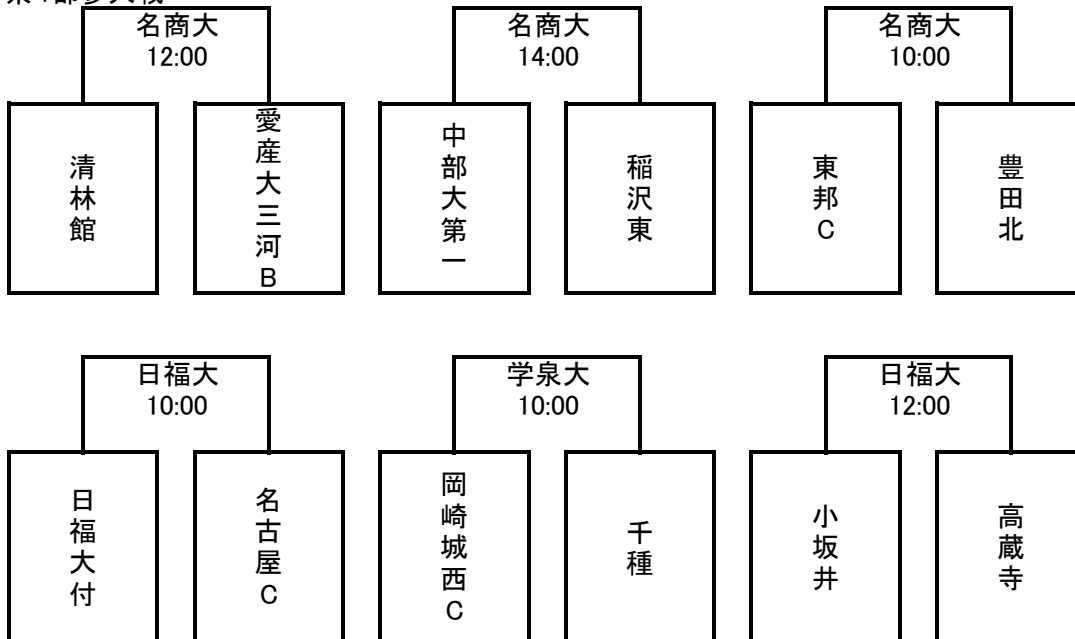 名商大
12:00
名商大
14:00
名商大
10:00
清林館
愛産大三河B
中部大第一
稲沢東
東邦C
豊田北
日福大
10:00
学泉大
10:00
日福大
12:00
日福大付
名古屋C
岡崎城西C
千種
小坂井
高蔵寺